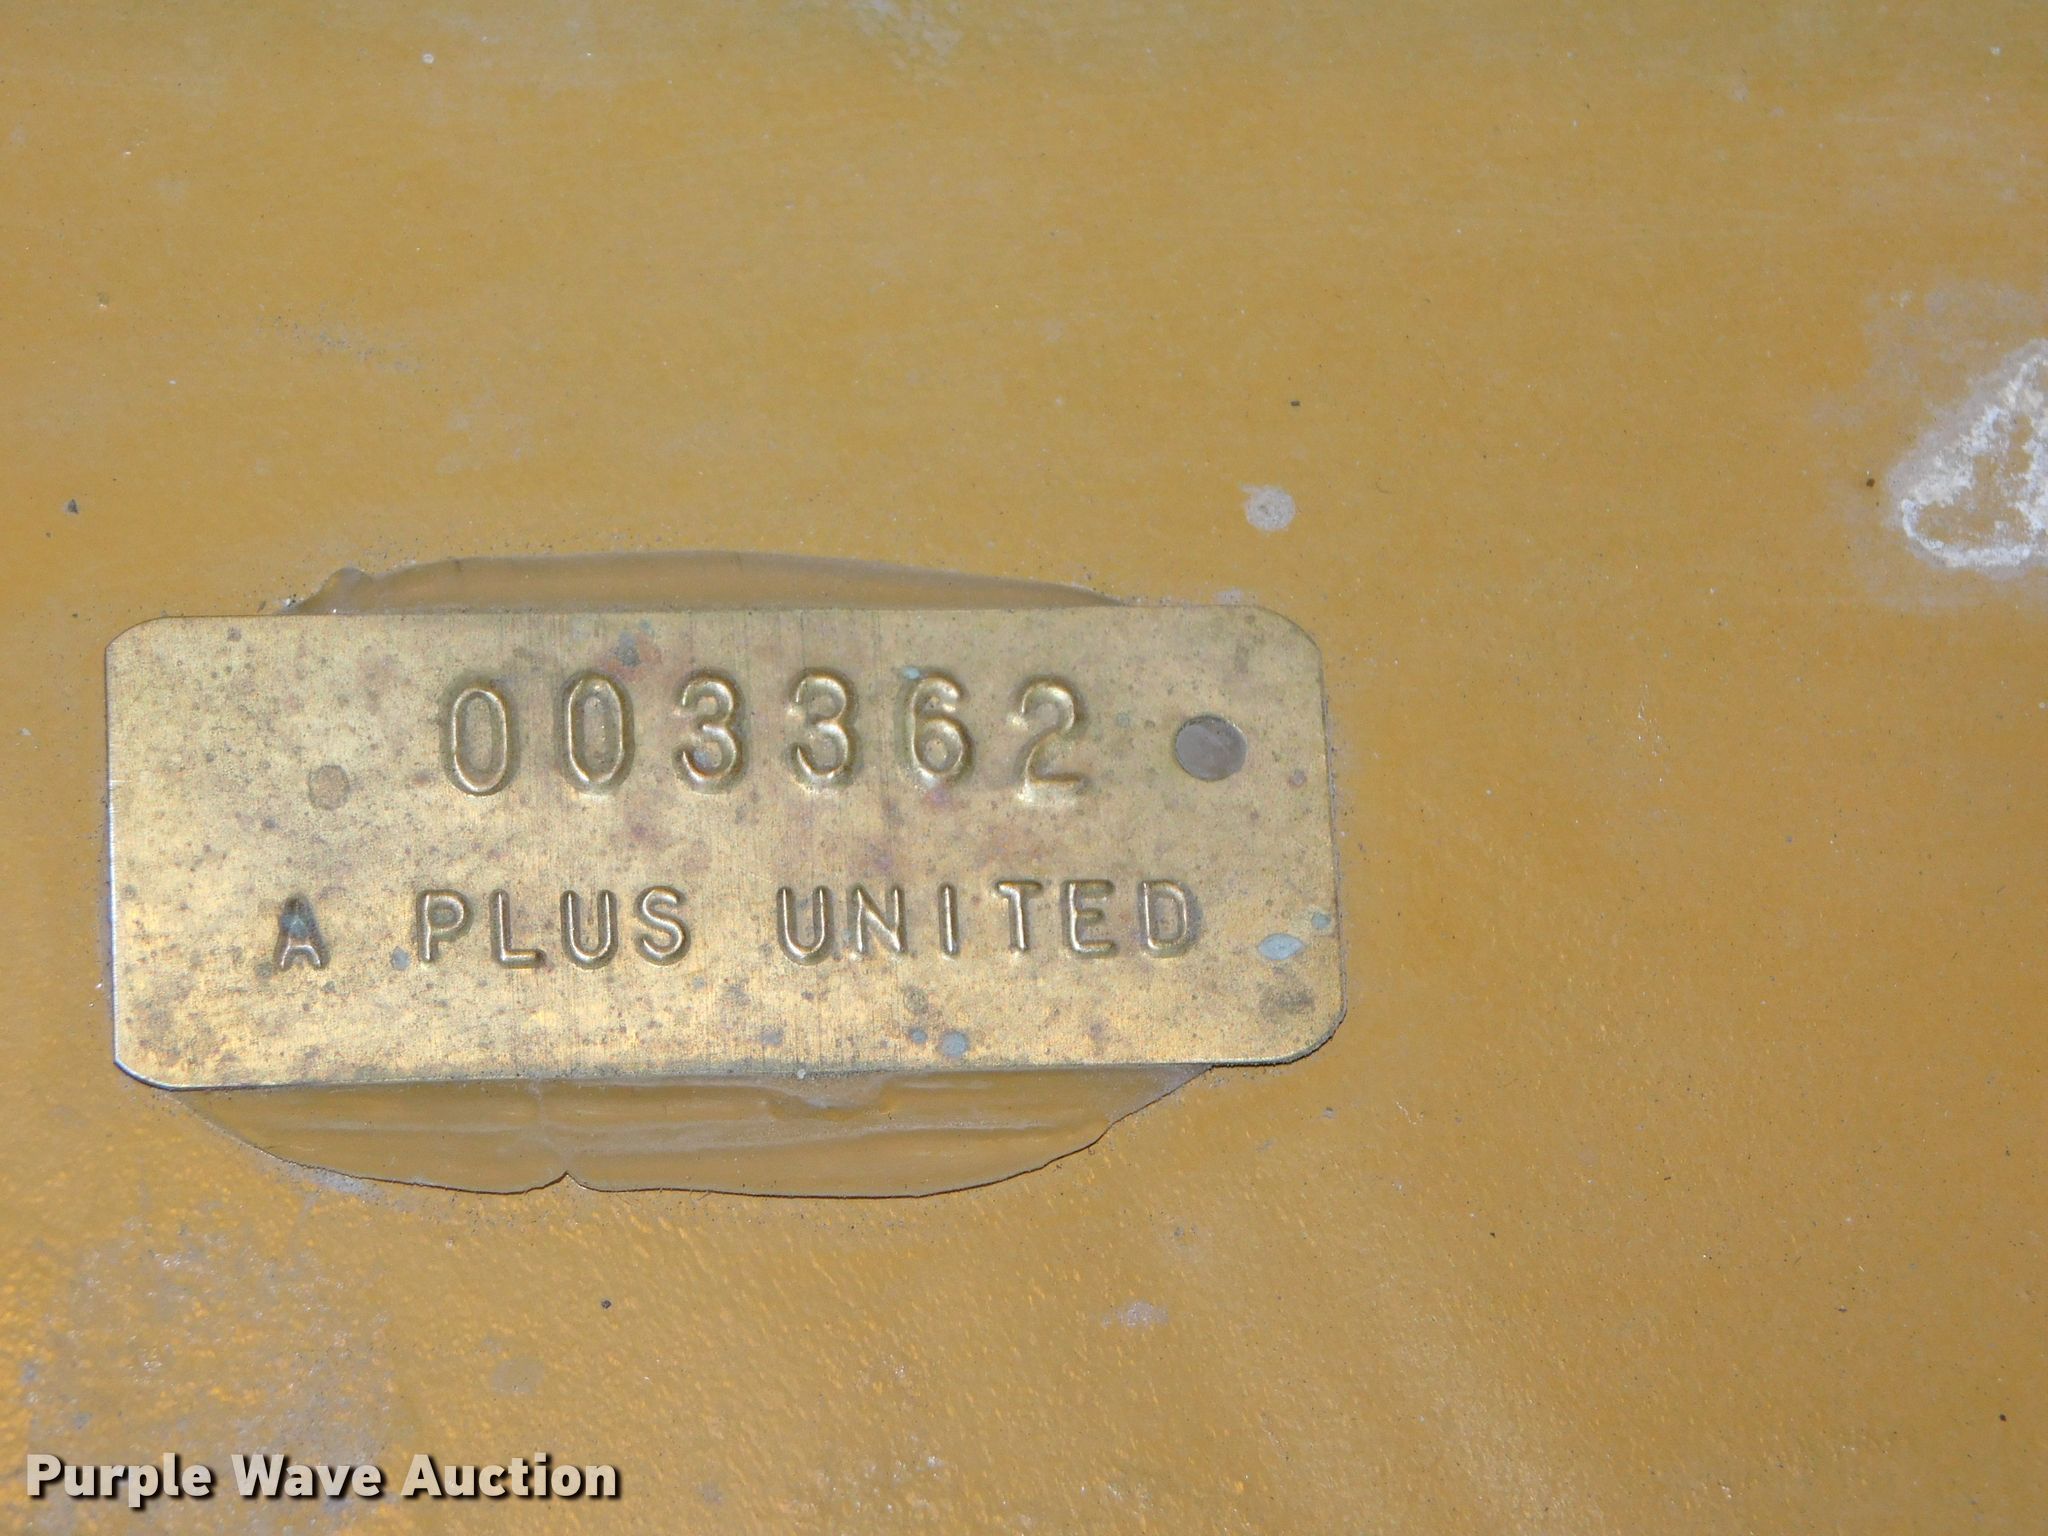 003362
A PLUS UNITED
Purple Wave Auction